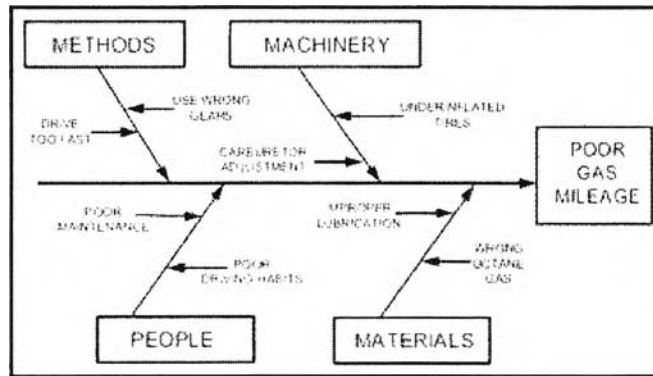 METHODS
MACHINERY
USE WRONG
GEARS
DRIVE
TOO FAST
UNDERINFLATED
TIRES
CARBURETOR
ADJUSTMENT
POOR
GAS
MILEAGE
POOR
MAINTENANCE
IMPROPER
LUBRICATION
POOR
DRIVING HABITS
WRONG
OCTANE
GAS
PEOPLE
MATERIALS